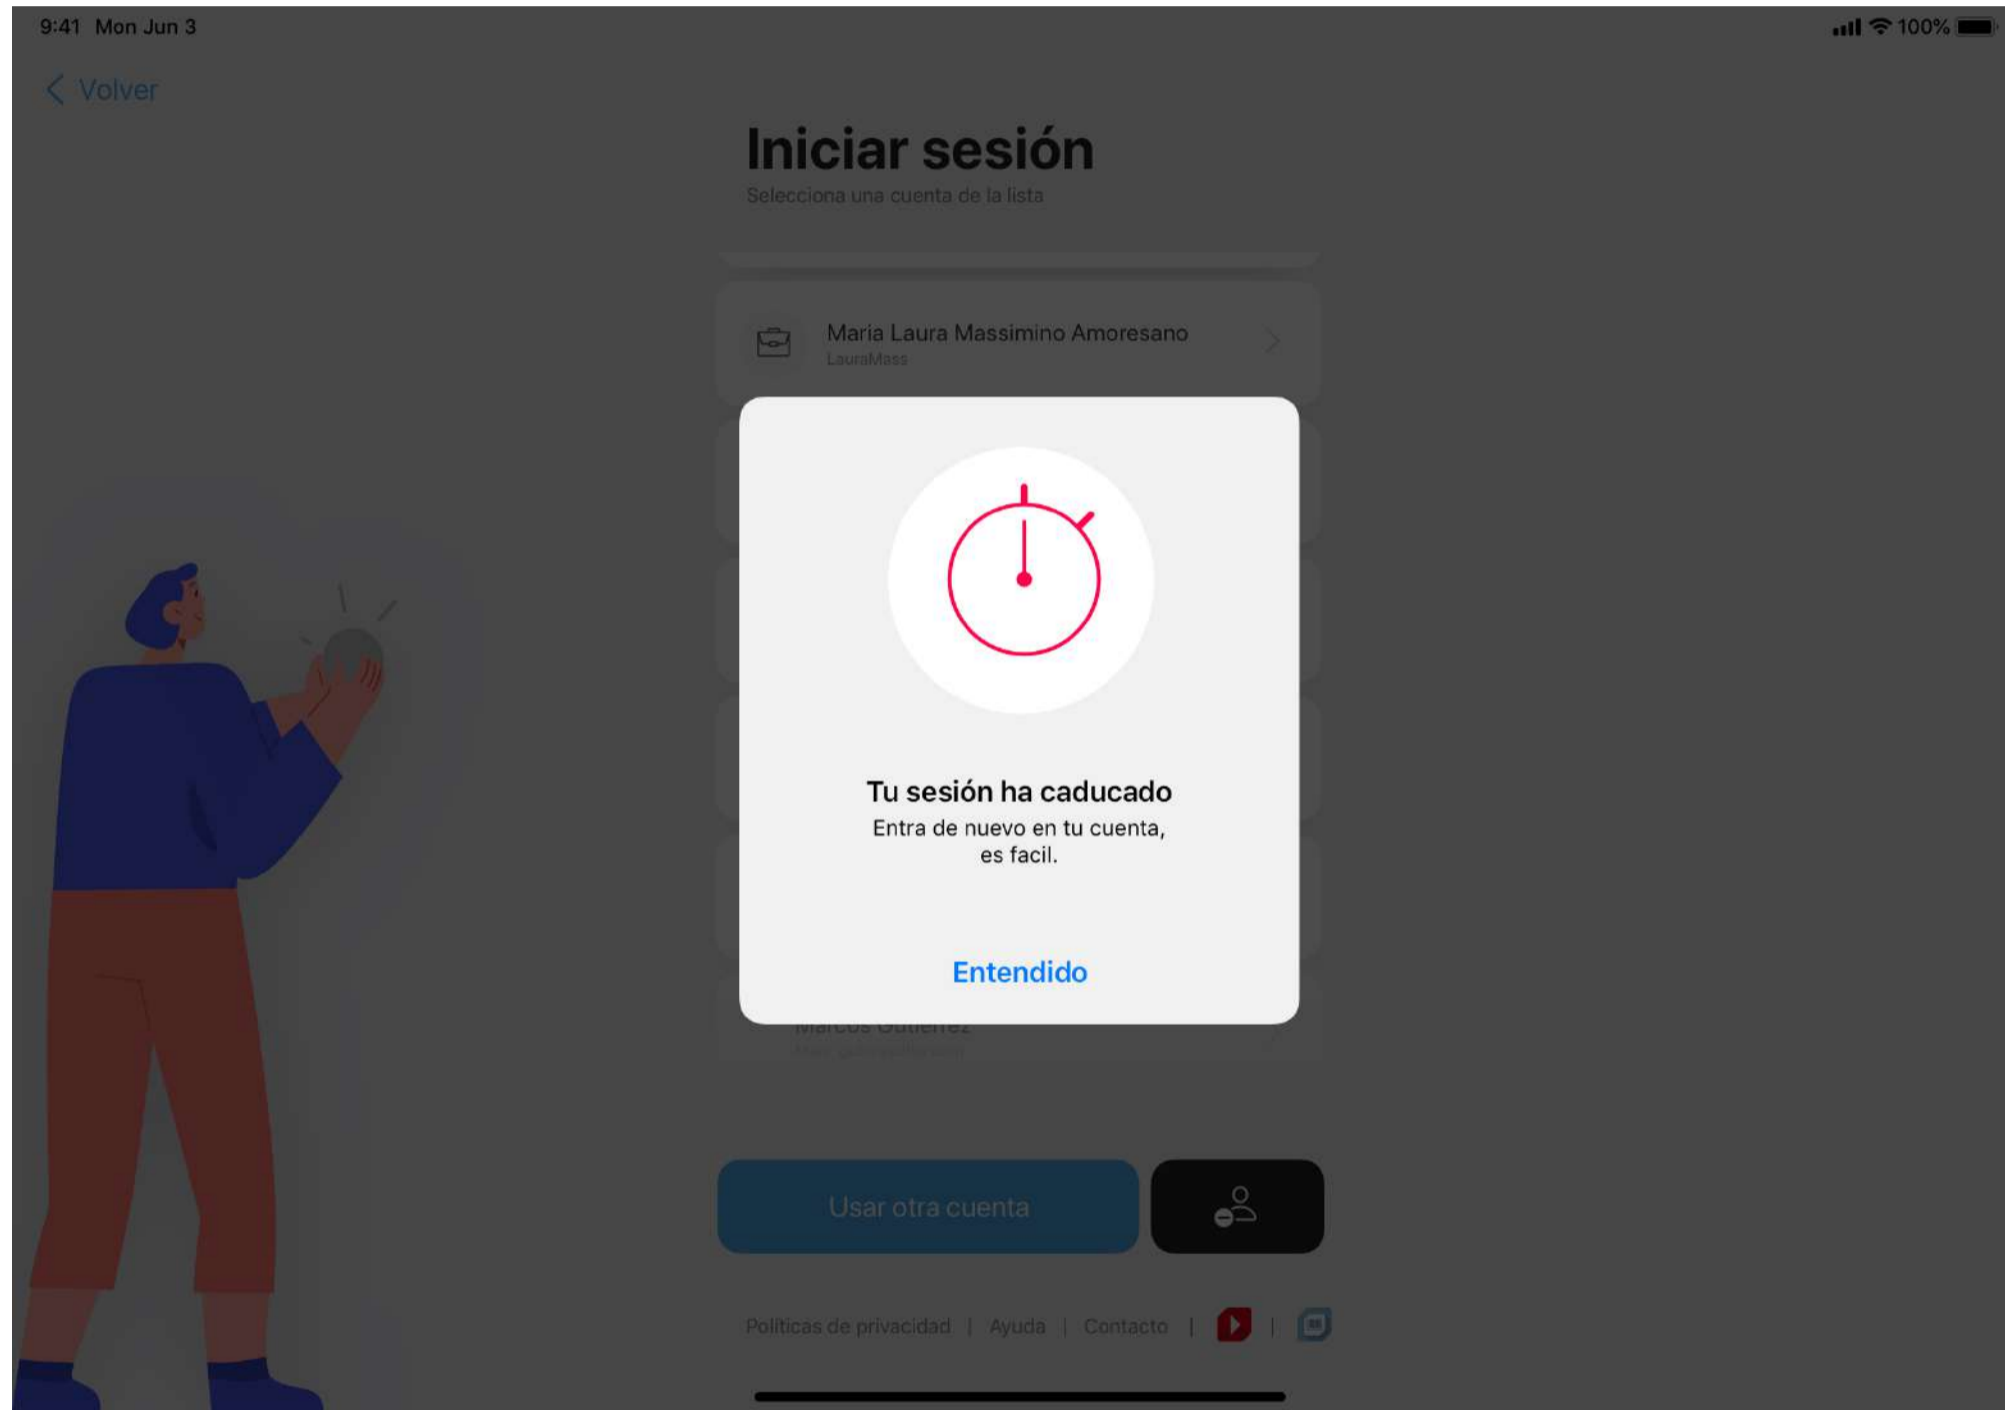 9:41 Mon Jun 3
100%
Volver
Iniciar sesión
Selecciona una cuenta de la lista
Maria Laura Massimino Amoresano
LauraMass
Tu sesión ha caducado
Entra de nuevo en tu cuenta,
es facil.
Entendido
Marcos Gutierrez
Usar otra cuenta
Políticas de privacidad | Ayuda | Contacto |  |